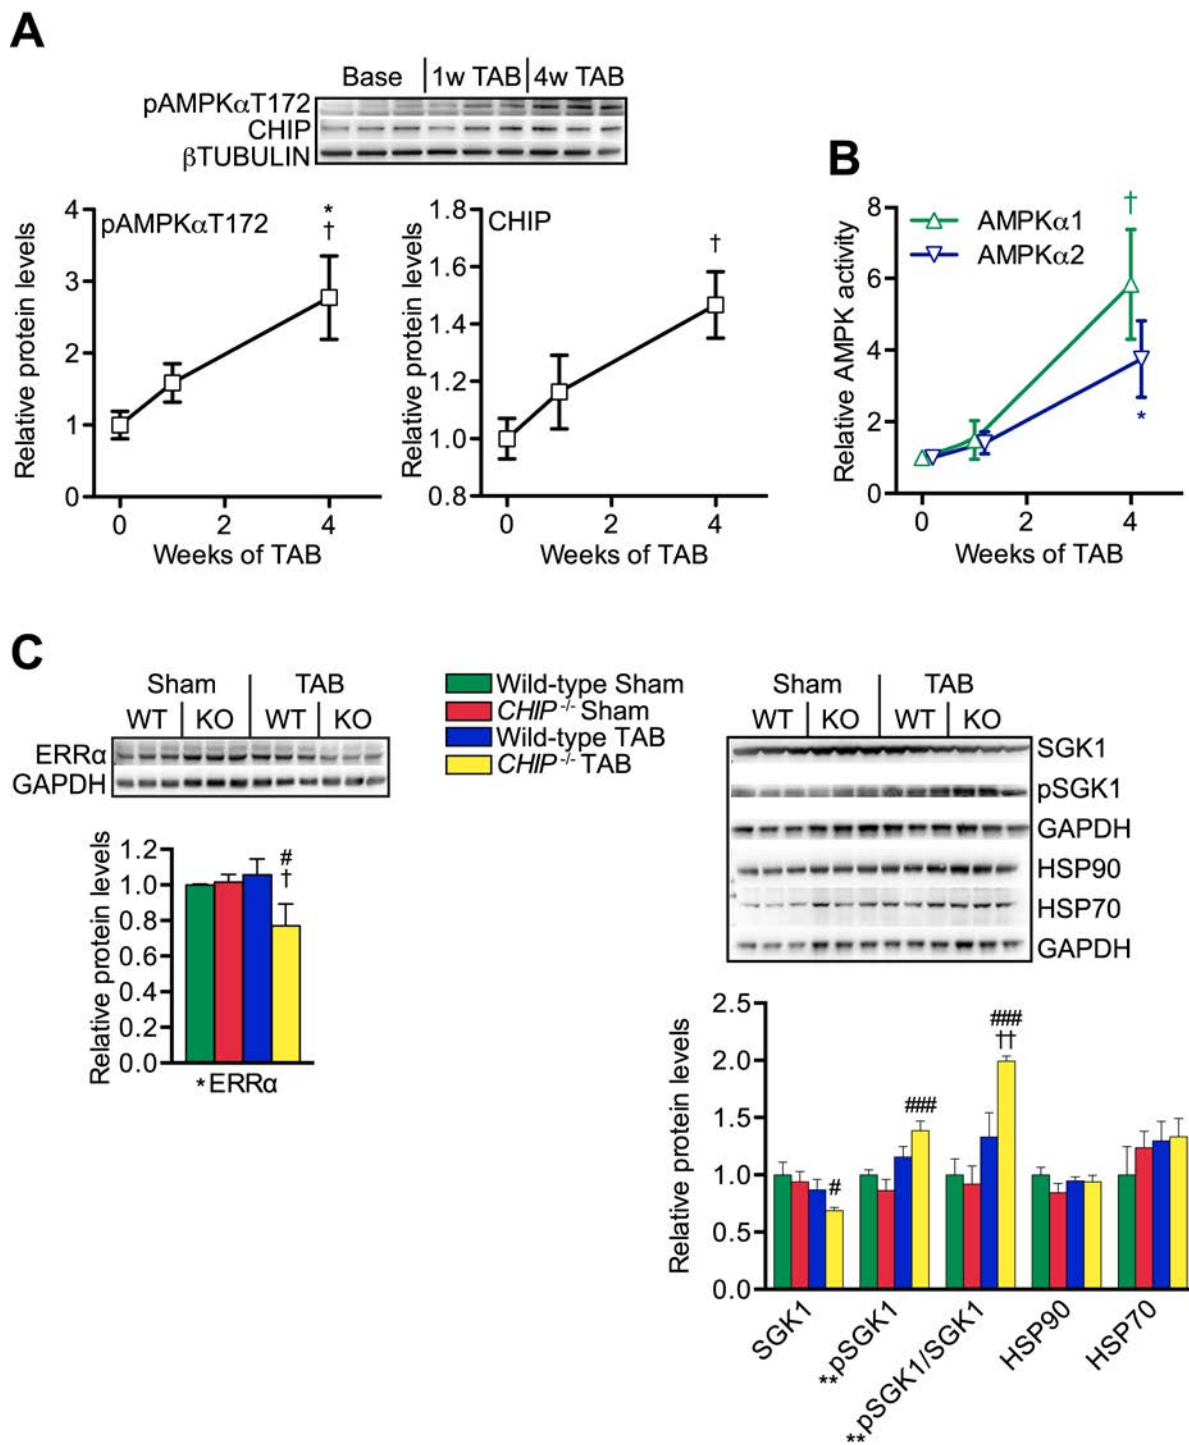 A
Base 1w TAB 4w TAB
pAMPKαT172
CHIP
βTUBULIN
pAMPKαT172
*
†
Relative protein levels
4
3
2
1
0
0 2 4
Weeks of TAB
CHIP
†
Relative protein levels
1.8
1.6
1.4
1.2
1.0
0.8
0 2 4
Weeks of TAB
B
AMPKα1
AMPKα2
†
*
Relative AMPK activity
8
6
4
2
0
0 2 4
Weeks of TAB
C
Sham TAB
WT KO WT KO
ERRα
GAPDH
Wild-type Sham
CHIP -/- Sham
Wild-type TAB
CHIP -/- TAB
Relative protein levels
1.2
1.0
0.8
0.6
0.4
0.2
0.0
#
†
*ERRα
Sham TAB
WT KO WT KO
SGK1
pSGK1
GAPDH
HSP90
HSP70
GAPDH
Relative protein levels
2.5
2.0
1.5
1.0
0.5
0.0
#
###
###
††
SGK1
**pSGK1
**pSGK1/SGK1
HSP90
HSP70